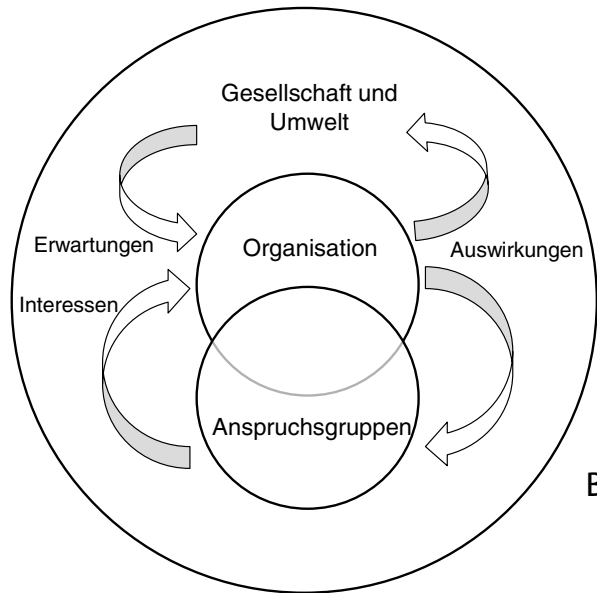 Gesellschaft und
Umwelt
Erwartungen
Organisation
Auswirkungen
Interessen
Anspruchsgruppen
B